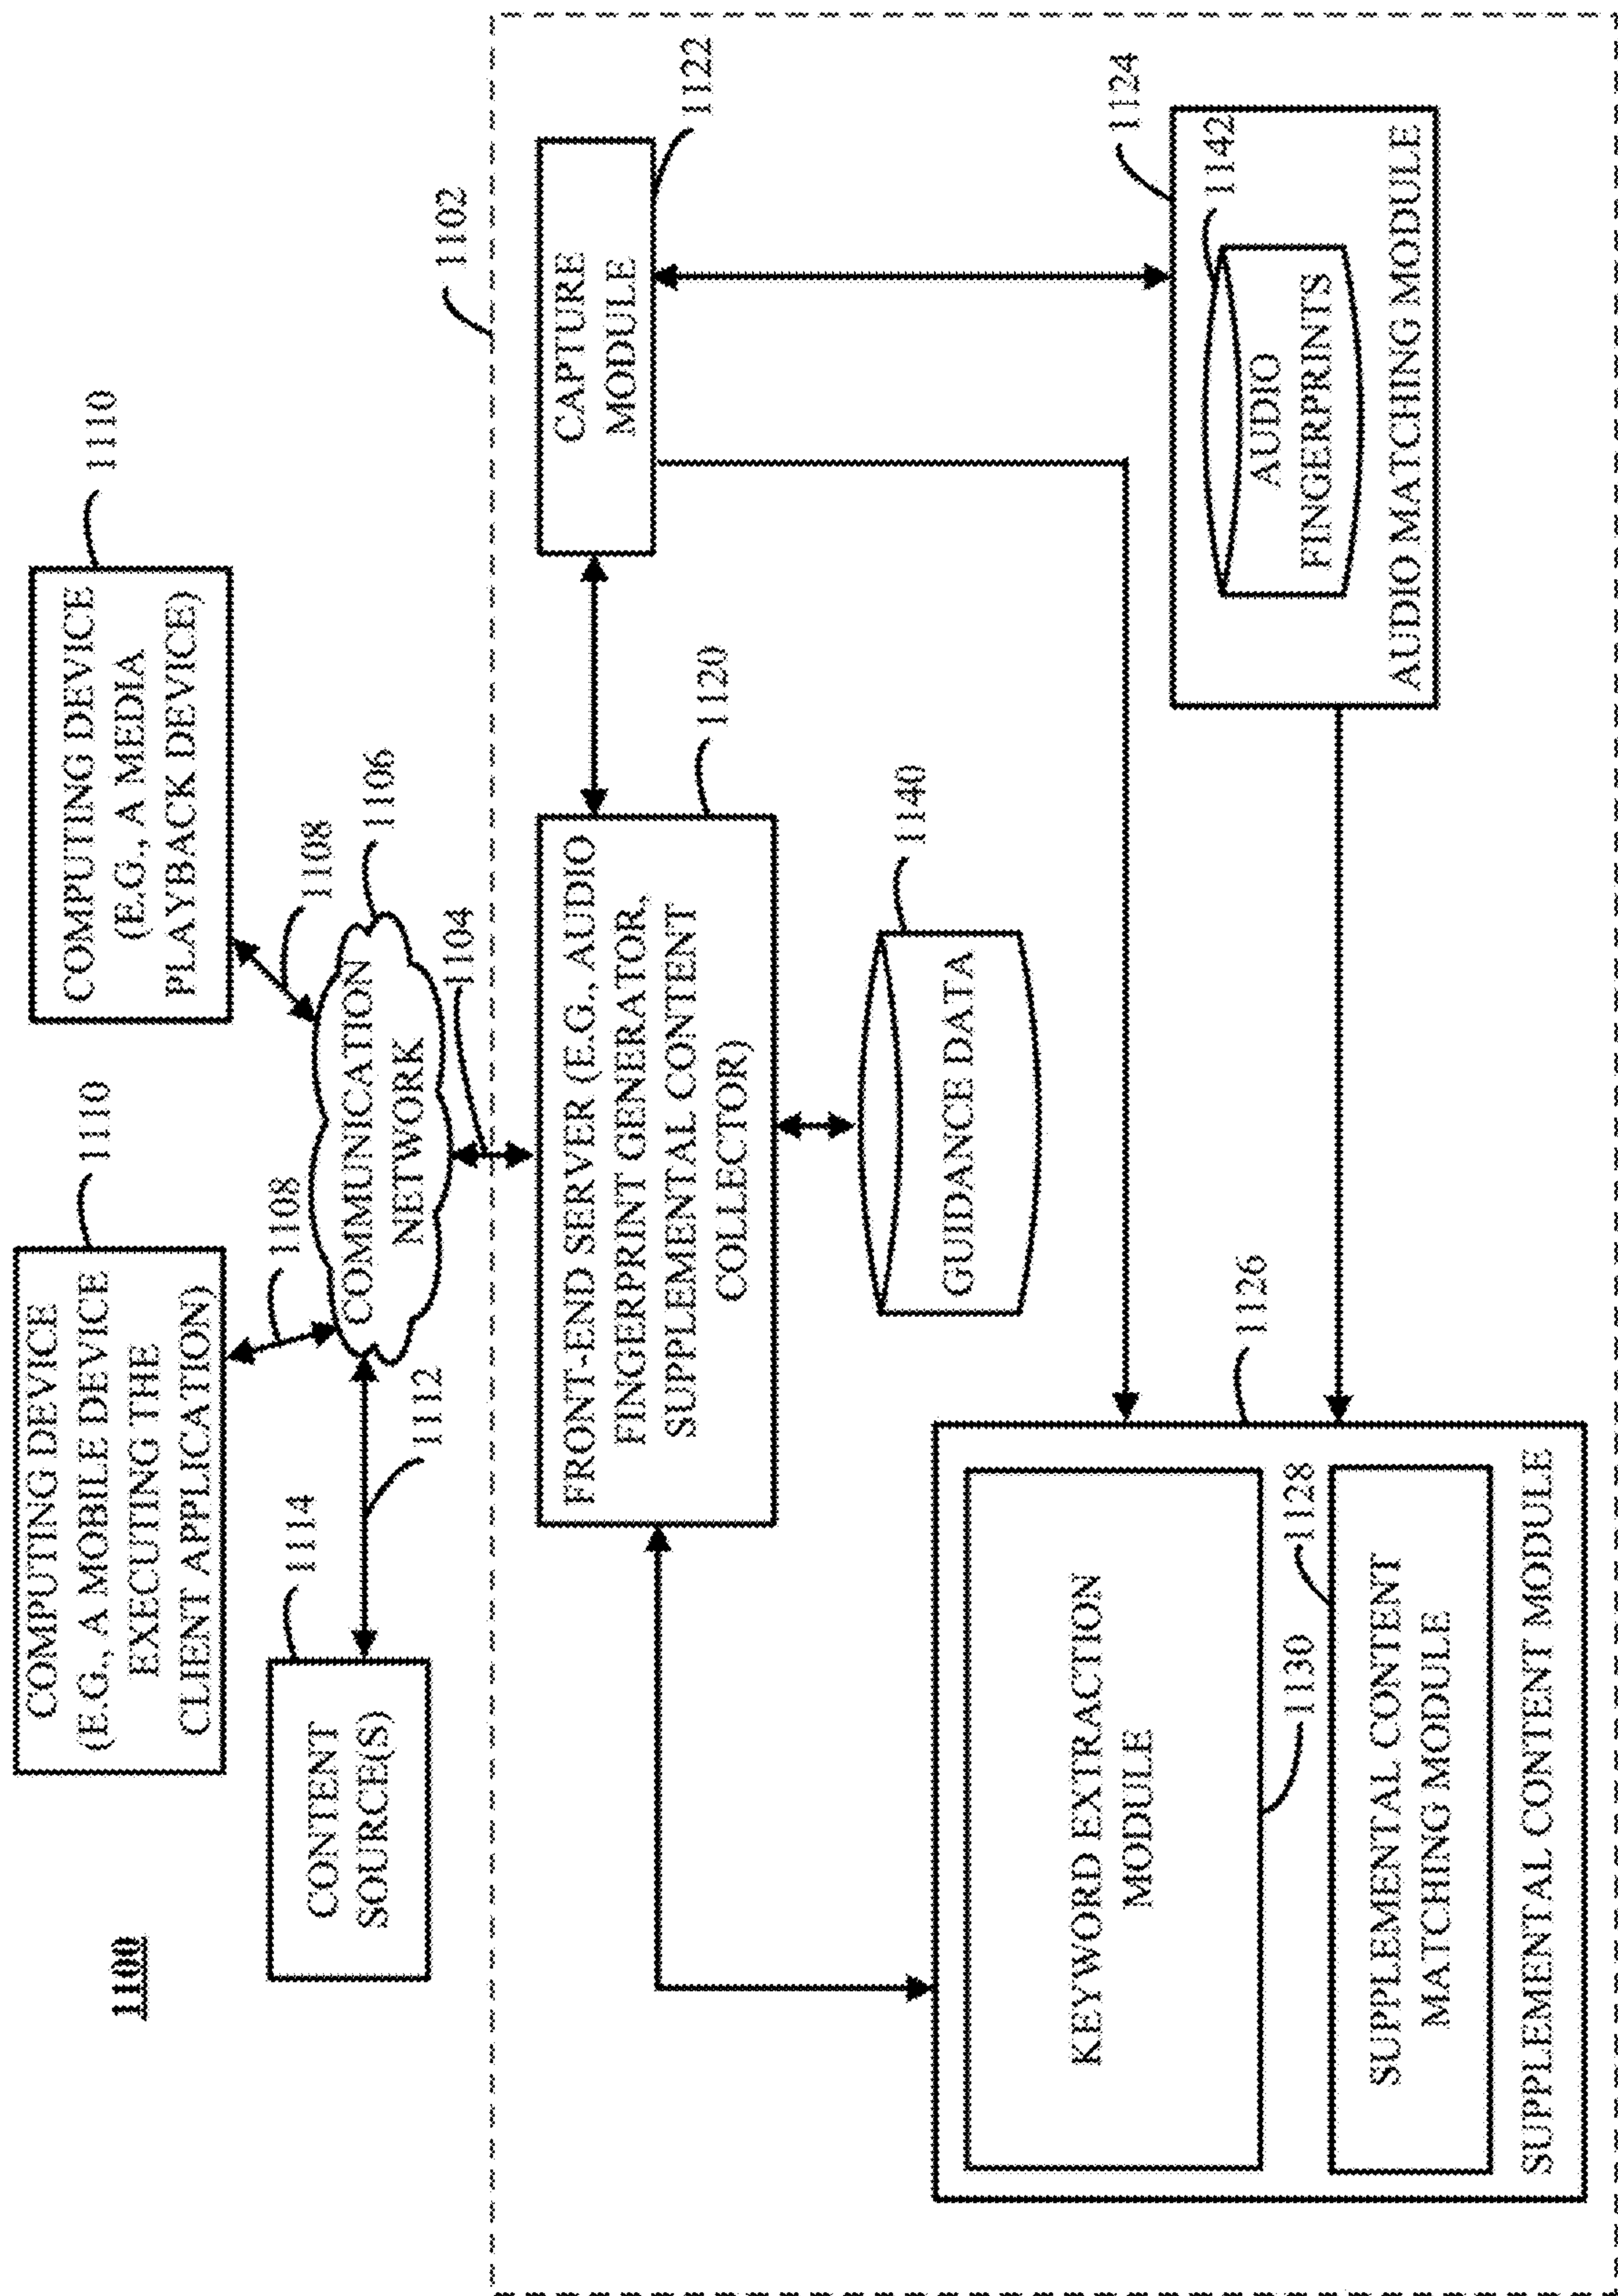 1100
COMPUTING DEVICE
(E.G., A MOBILE DEVICE
EXECUTING THE
CLIENT APPLICATION)
1110
COMPUTING DEVICE
(E.G., A MEDIA
PLAYBACK DEVICE)
1110
1108
1108
CONTENT
SOURCE(S)
1114
1112
COMMUNICATION
NETWORK
1106
1104
1102
FRONT-END SERVER (E.G., AUDIO
FINGERPRINT GENERATOR,
SUPPLEMENTAL CONTENT
COLLECTOR)
1120
CAPTURE
MODULE
1122
GUIDANCE DATA
1140
KEYWORD EXTRACTION
MODULE
1130
1126
SUPPLEMENTAL CONTENT
MATCHING MODULE
1128
SUPPLEMENTAL CONTENT MODULE
1124
1142
AUDIO
FINGERPRINTS
AUDIO MATCHING MODULE